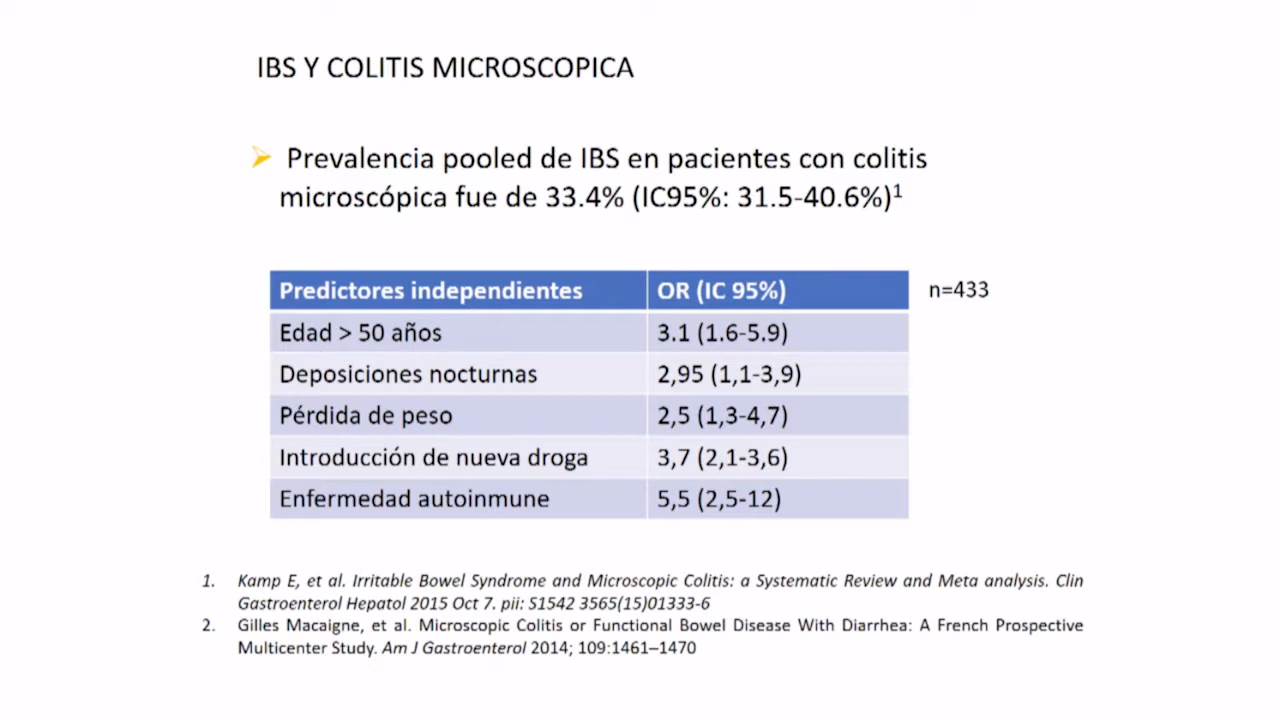 IBS Y COLITIS MICROSCOPICA
Prevalencia pooled de IBS en pacientes con colitis
microscópica fue de 33.4% (IC95%: 31.5-40.6%)1
Predictores independientes OR (IC 95%) n=433
Edad > 50 años 3.1 (1.6-5.9)
Deposiciones nocturnas 2,95 (1,1-3,9)
Pérdida de peso 2,5 (1,3-4,7)
Introducción de nueva droga 3,7 (2,1-3,6)
Enfermedad autoinmune 5,5 (2,5-12)
1. Kamp E, et al. Irritable Bowel Syndrome and Microscopic Colitis: a Systematic Review and Meta analysis. Clin
Gastroenterol Hepatol 2015 Oct 7. pii: S1542 3565(15)01333-6
2. Gilles Macaigne, et al. Microscopic Colitis or Functional Bowel Disease With Diarrhea: A French Prospective
Multicenter Study. Am J Gastroenterol 2014; 109:1461–1470